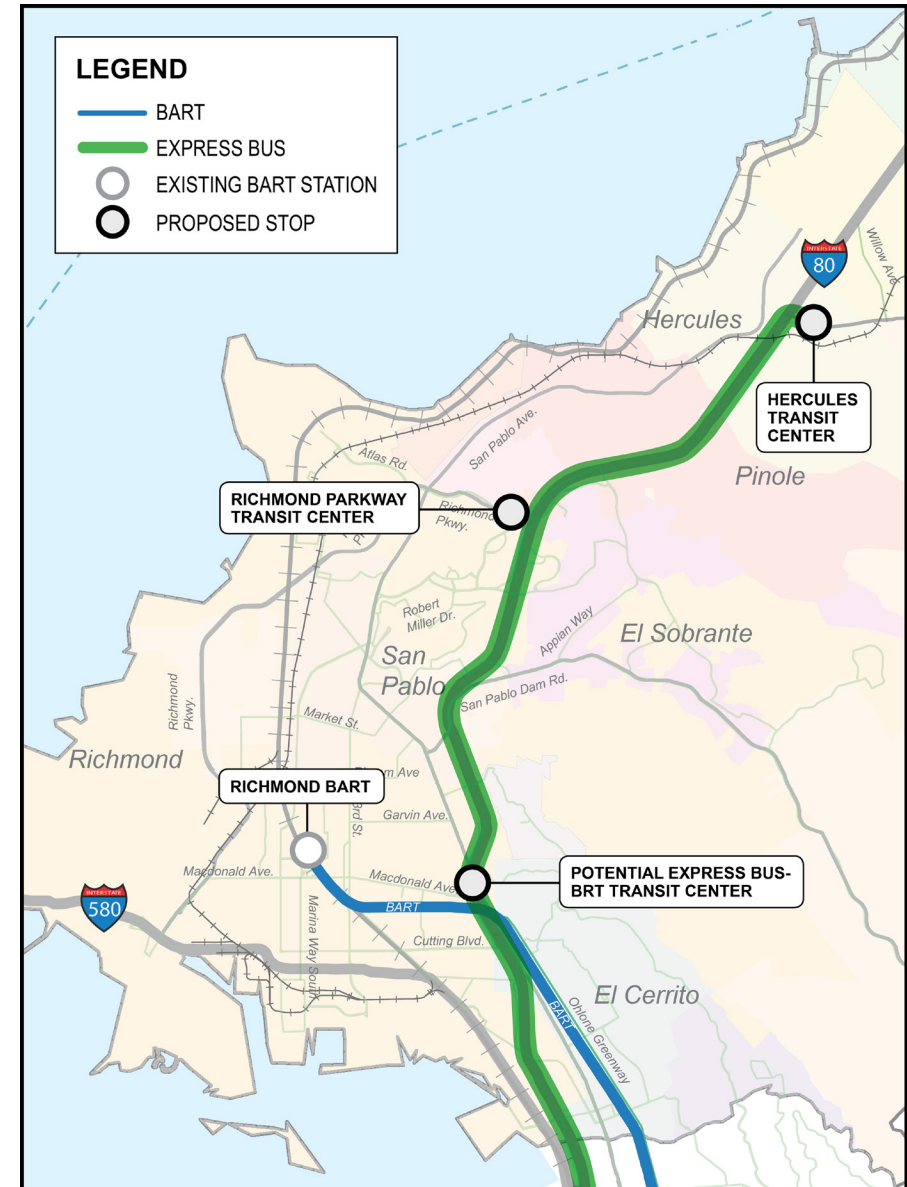 LEGEND
BART
EXPRESS BUS
EXISTING BART STATION
PROPOSED STOP
Willow Ave
INTERSTATE
80
Hercules
HERCULES
TRANSIT
CENTER
San Pablo Ave.
Atlas Rd.
Pinole
RICHMOND PARKWAY
TRANSIT CENTER
Richmond
Pkwy.
Robert
Miller Dr.
Appian Way
El Sobrante
San
Pablo
San Pablo Dam Rd.
Richmond
Pkwy.
Market St.
Richmond
RICHMOND BART
Ave
Garvin Ave.
St.
Macdonald Ave.
Macdonald Ave
POTENTIAL EXPRESS BUS-
BRT TRANSIT CENTER
INTERSTATE
580
Marina Way South
BART
Cutting Blvd.
El Cerrito
BART
Ohlone Greenway